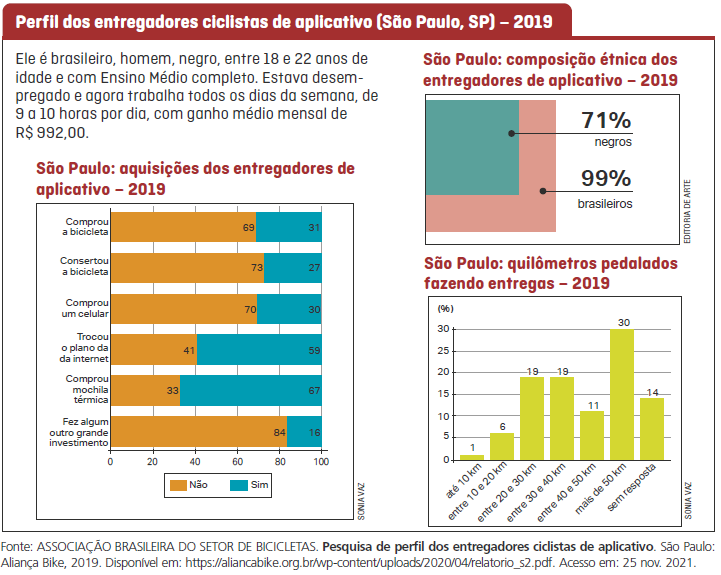 Perfil dos entregadores ciclistas de aplicativo (São Paulo, SP) – 2019
Ele é brasileiro, homem, negro, entre 18 e 22 anos de
idade e com Ensino Médio completo. Estava desem-
pregado e agora trabalha todos os dias da semana, de
9 a 10 horas por dia, com ganho médio mensal de
R$ 992,00.
São Paulo: aquisições dos entregadores de
aplicativo – 2019
Comprou
a bicicleta
69
31
Consertou
a bicicleta
73
27
Comprou
um celular
70
30
Trocou
o plano da
da internet
41
59
Comprou
mochila
térmica
33
67
Fez algum
outro grande
investimento
84
16
0
20
40
60
80
100
Não
Sim
SONIA VAZ
São Paulo: composição étnica dos
entregadores de aplicativo – 2019
71%
negros
99%
brasileiros
EDITORIA DE ARTE
São Paulo: quilômetros pedalados
fazendo entregas – 2019
(%)
30
25
20
15
10
5
0
1
6
19
19
11
30
14
até 10 km
entre 10 e 20 km
entre 20 e 30 km
entre 30 e 40 km
entre 40 e 50 km
mais de 50 km
sem resposta
SONIA VAZ
Fonte: ASSOCIAÇÃO BRASILEIRA DO SETOR DE BICICLETAS. Pesquisa de perfil dos entregadores ciclistas de aplicativo. São Paulo:
Aliança Bike, 2019. Disponível em: https://aliancabike.org.br/wp-content/uploads/2020/04/relatorio_s2.pdf. Acesso em: 25 nov. 2021.